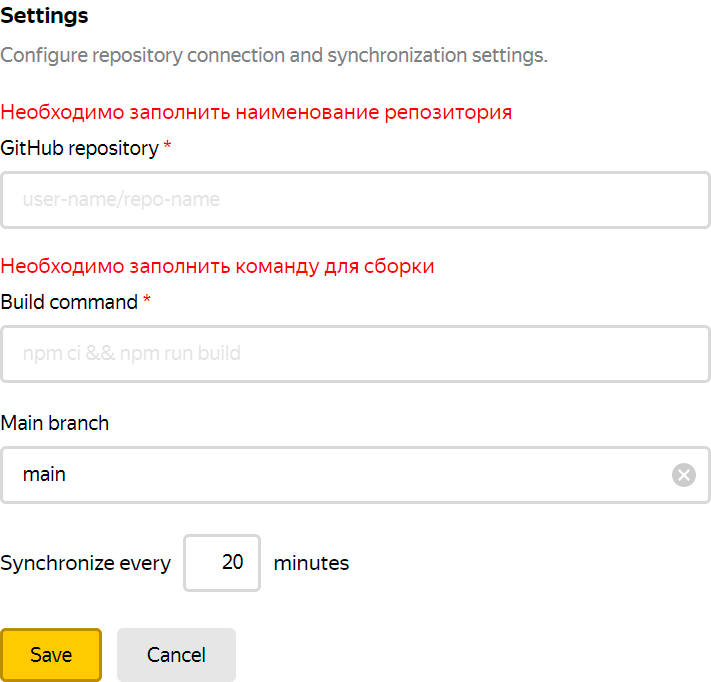 Settings
Configure repository connection and synchronization settings.
Необходимо заполнить наименование репозитория
GitHub repository *
user-name/repo-name
Необходимо заполнить команду для сборки
Build command *
npm ci && npm run build
Main branch
main
Synchronize every 20 minutes
Save Cancel